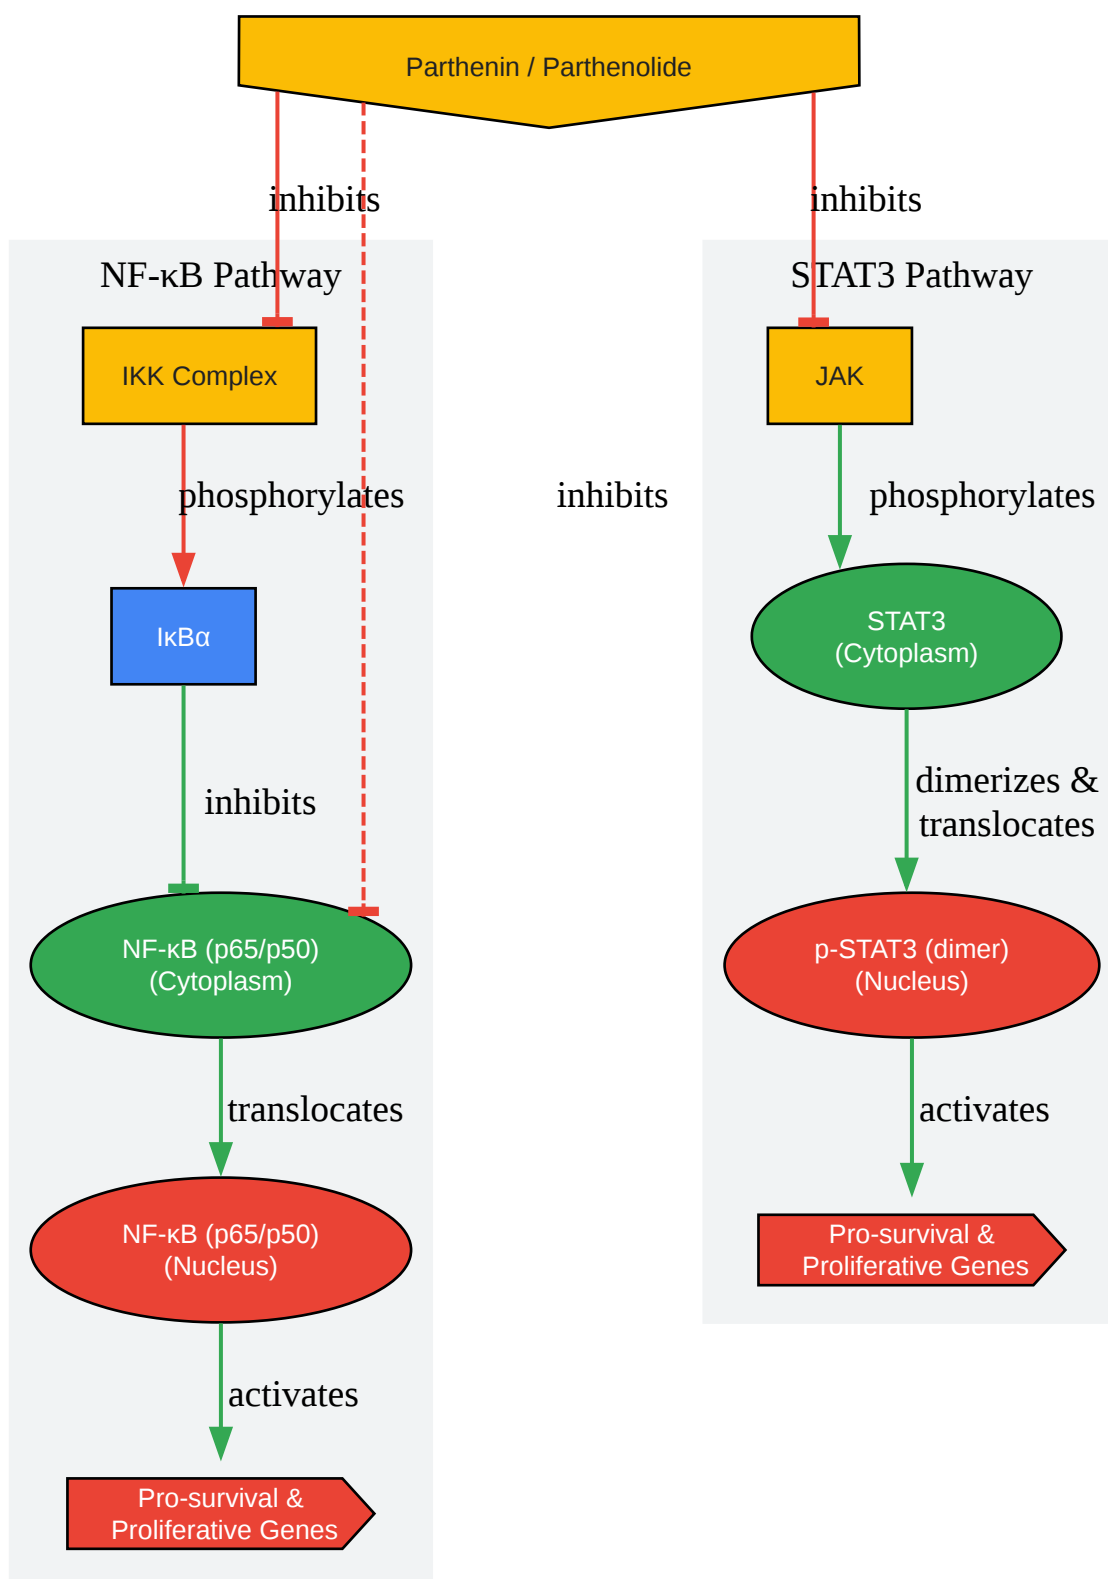 Parthenin / Parthenolide
inhibits
inhibits
NF-κB Pathway
STAT3 Pathway
IKK Complex
JAK
phosphorylates
inhibits
phosphorylates
IκBα
STAT3
(Cytoplasm)
inhibits
dimerizes &
translocates
NF-κB (p65/p50)
(Cytoplasm)
p-STAT3 (dimer)
(Nucleus)
translocates
activates
NF-κB (p65/p50)
(Nucleus)
Pro-survival &
Proliferative Genes
activates
Pro-survival &
Proliferative Genes